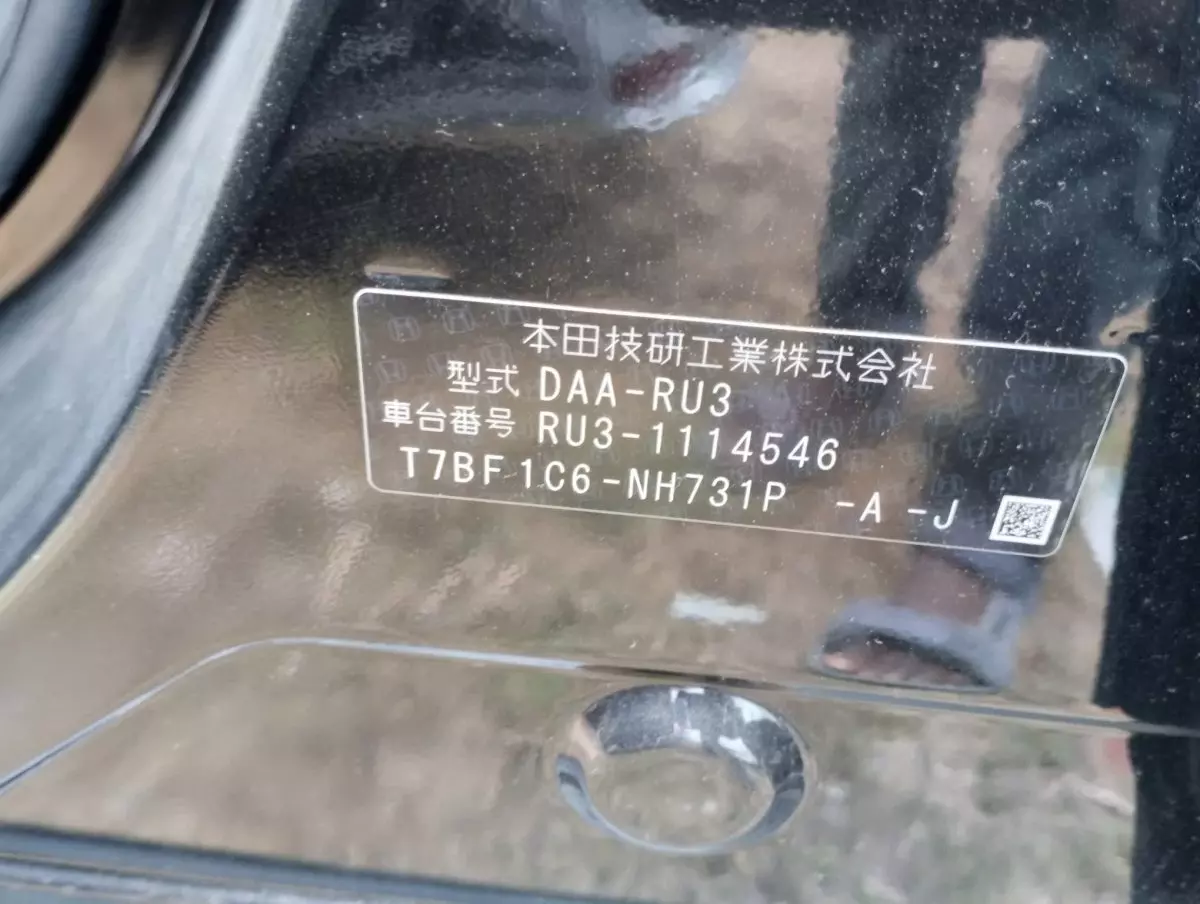 本田技研工業株式会社
型式 DAA-RU3
車台番号 RU3-1114546
T7BF1C6-NH731P -A -J